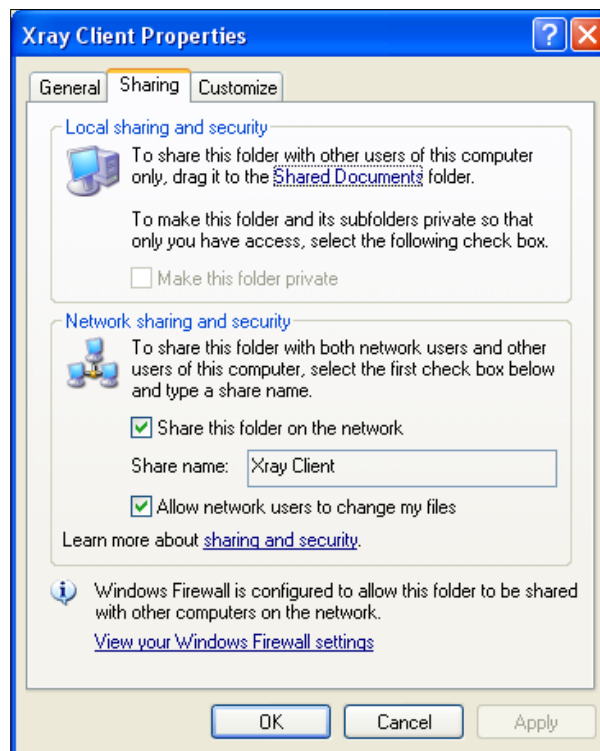 Xray Client Properties
General Sharing Customize
Local sharing and security
To share this folder with other users of this computer
only, drag it to the Shared Documents folder.
To make this folder and its subfolders private so that
only you have access, select the following check box.
Make this folder private
Network sharing and security
To share this folder with both network users and other
users of this computer, select the first check box below
and type a share name.
Share this folder on the network
Share name: Xray Client
Allow network users to change my files
Learn more about sharing and security.
Windows Firewall is configured to allow this folder to be shared
with other computers on the network.
View your Windows Firewall settings
OK Cancel Apply